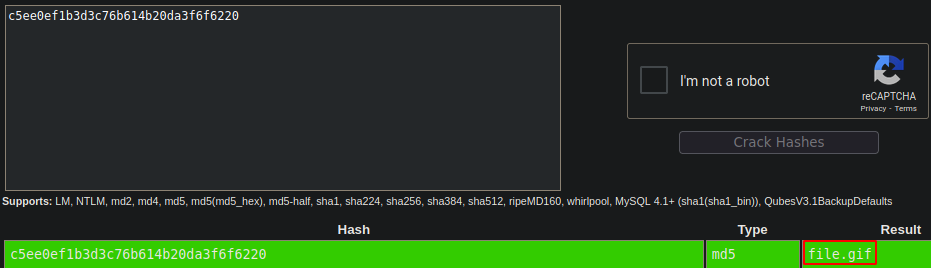 c5ee0ef1b3d3c76b614b20da3f6f6220
I'm not a robot
reCAPTCHA
Privacy - Terms
Crack Hashes
Supports: LM, NTLM, md2, md4, md5, md5(md5_hex), md5-half, sha1, sha224, sha256, sha384, sha512, ripeMD160, whirlpool, MySQL 4.1+ (sha1(sha1_bin)), QubesV3.1BackupDefaults
Hash Type Result
c5ee0ef1b3d3c76b614b20da3f6f6220 md5 file.gif